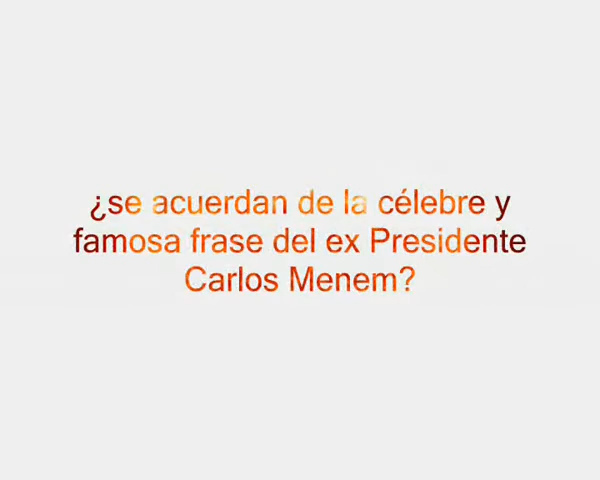 ¿se acuerdan de la célebre y
famosa frase del ex Presidente
Carlos Menem?